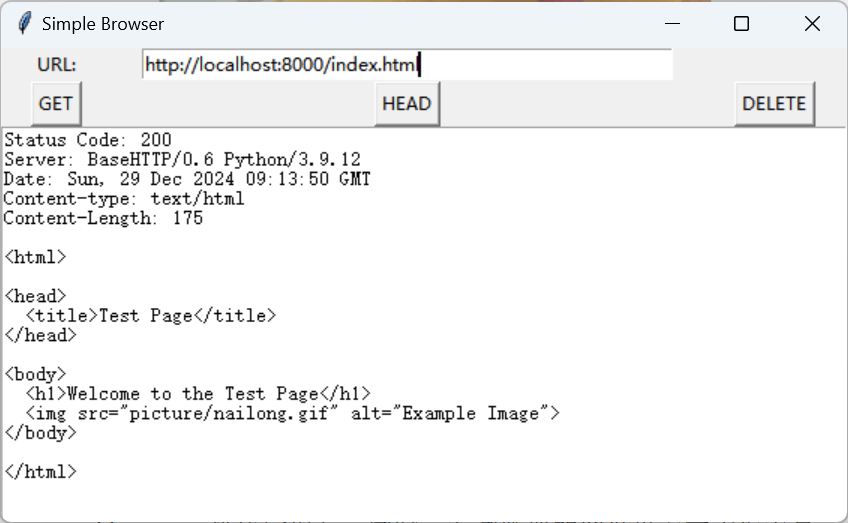 Simple Browser
URL: http://localhost:8000/index.html
GET HEAD DELETE
Status Code: 200
Server: BaseHTTP/0.6 Python/3.9.12
Date: Sun, 29 Dec 2024 09:13:50 GMT
Content-type: text/html
Content-Length: 175
<html>
<head>
<title>Test Page</title>
</head>
<body>
<h1>Welcome to the Test Page</h1>
<img src="picture/nailong.gif" alt="Example Image">
</body>
</html>